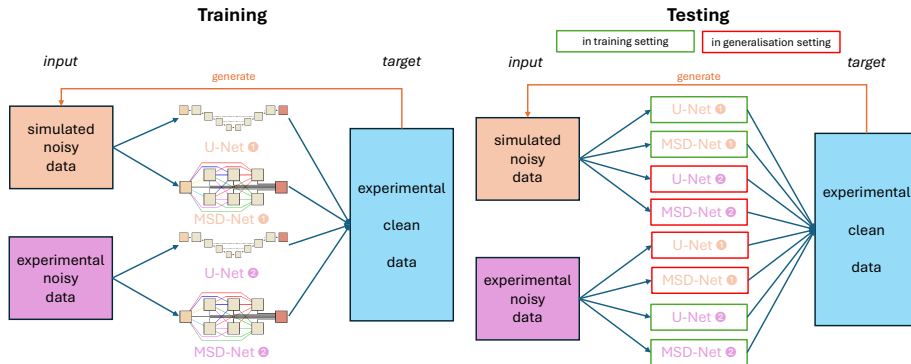 Training
input
target
generate
simulated
noisy
data
U-Net ❶
MSD-Net ❶
experimental
noisy
data
U-Net ❷
MSD-Net ❷
experimental
clean
data
Testing
in training setting
in generalisation setting
input
target
generate
simulated
noisy
data
U-Net ❶
MSD-Net ❶
U-Net ❷
MSD-Net ❷
experimental
noisy
data
U-Net ❶
MSD-Net ❶
U-Net ❷
MSD-Net ❷
experimental
clean
data